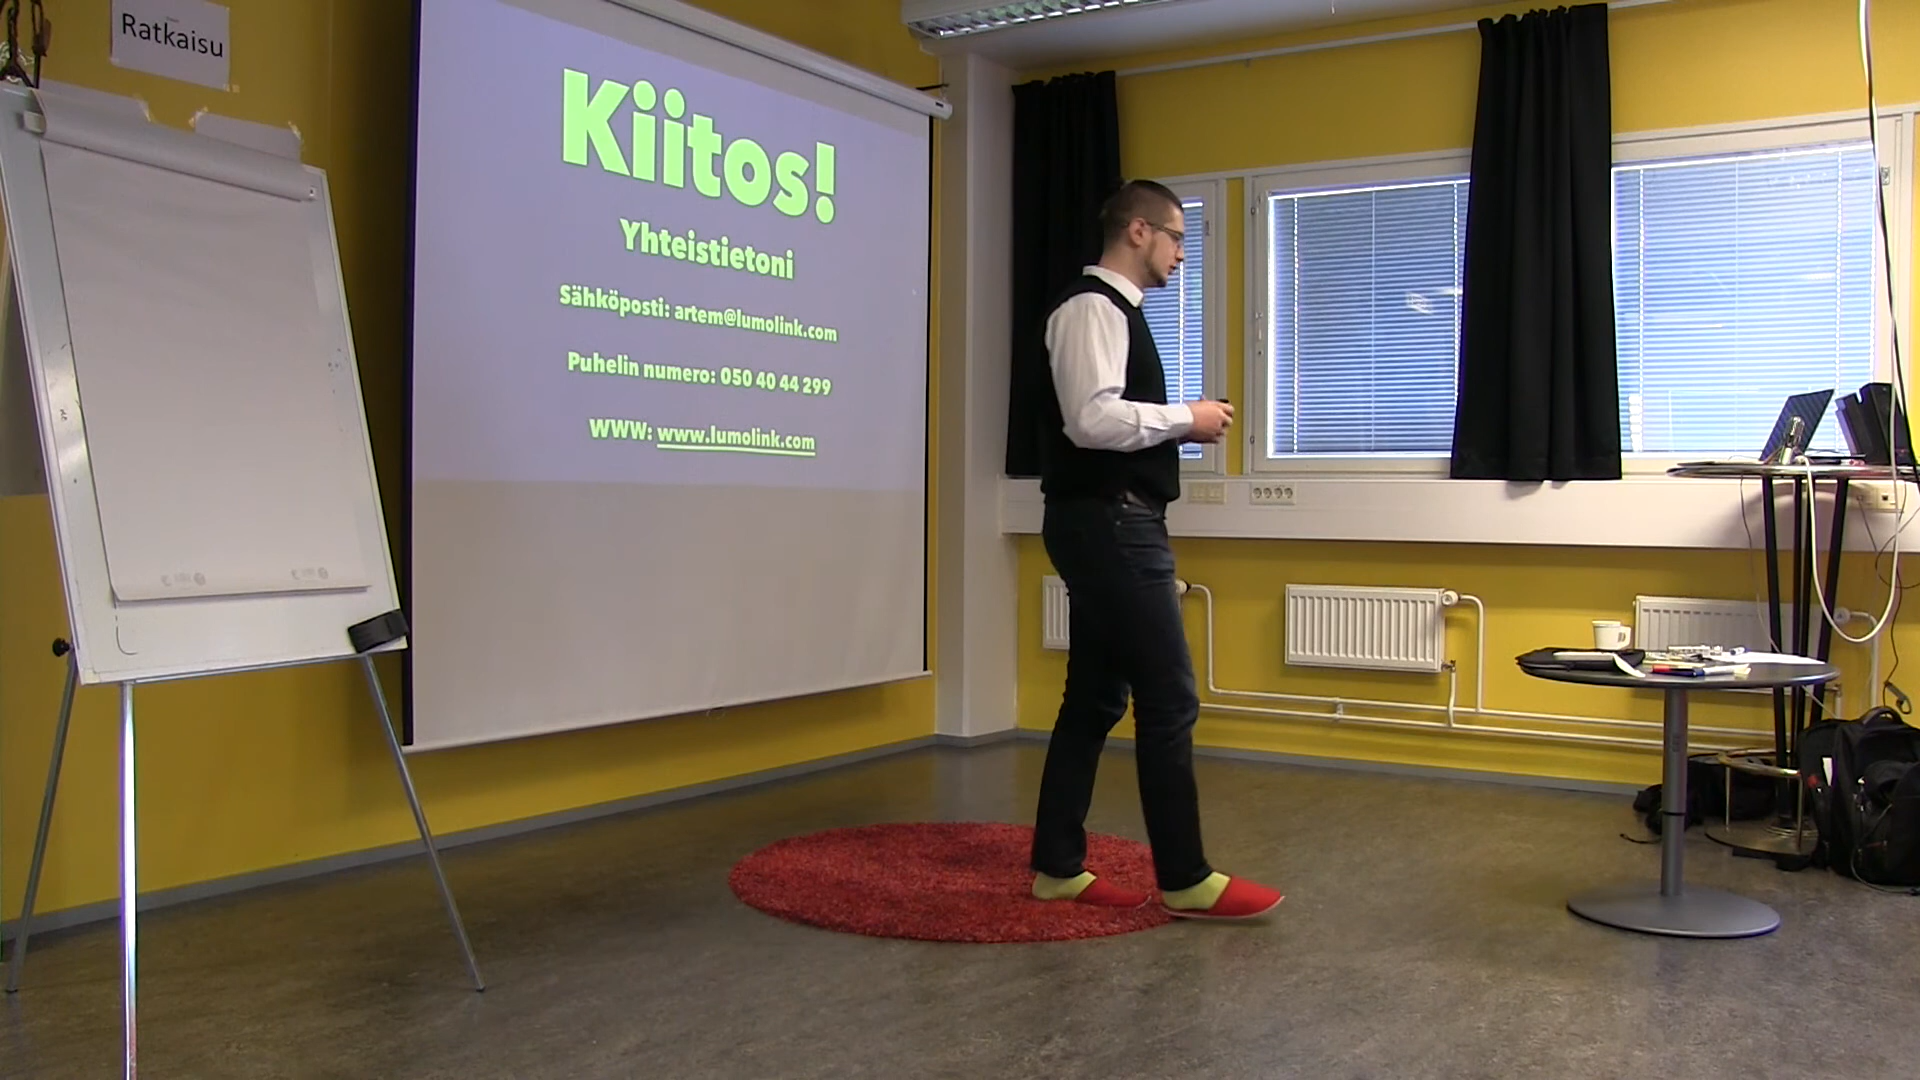 Ratkaisu
Kiitos!
Yhteistietoni
Sähköposti: artem@lumolink.com
Puhelin numero: 050 40 44 299
WWW: www.lumolink.com